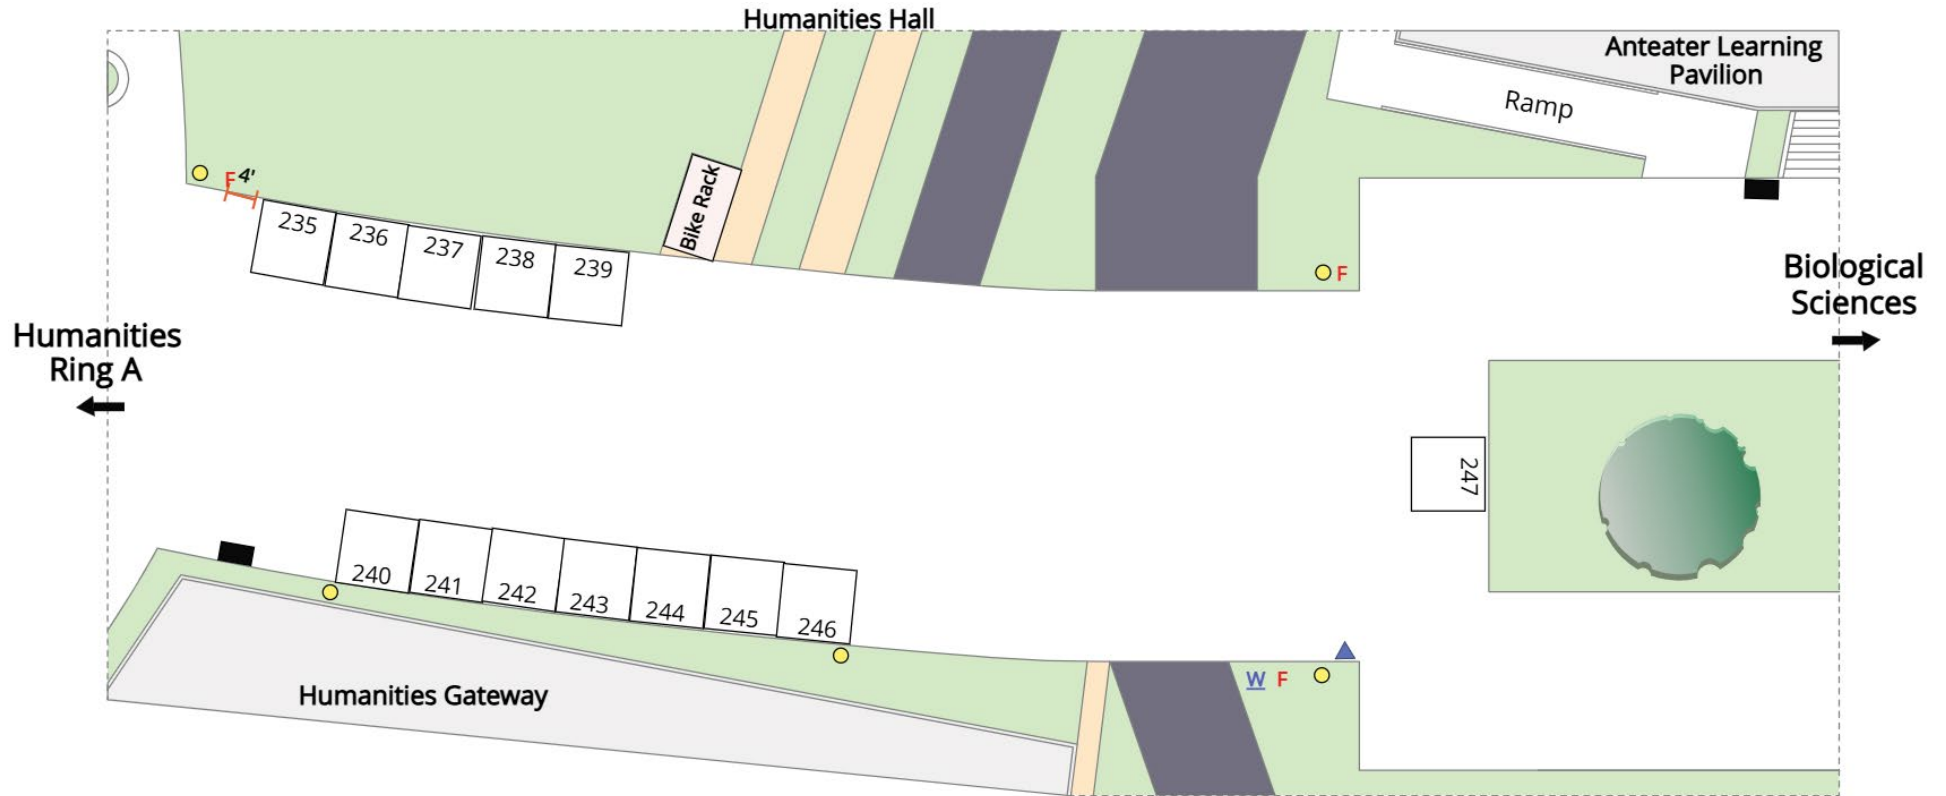 Humanities Hall
Anteater Learning
Pavilion
Ramp
Bike Rack
F
4'
235
236
237
238
239
F
Biological
Sciences
Humanities
Ring A
247
240
241
242
243
244
245
246
W F
Humanities Gateway